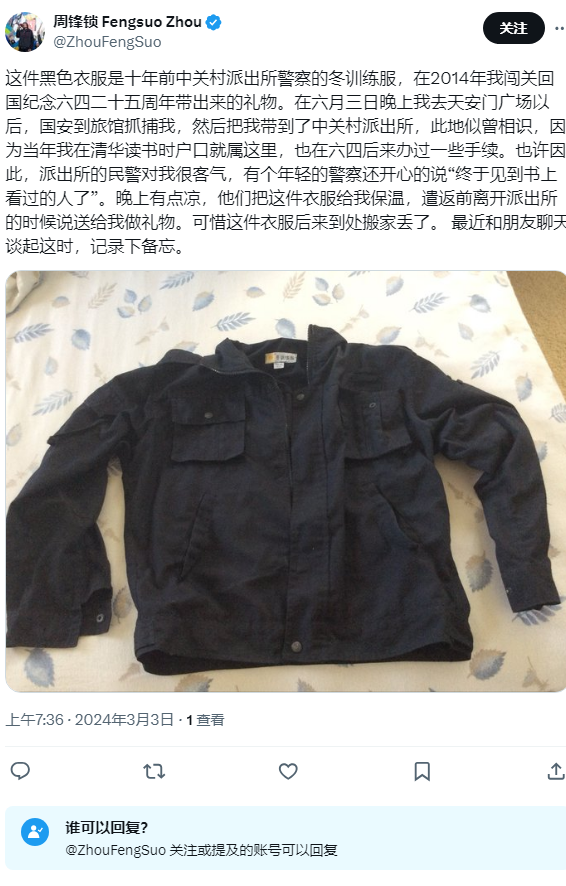 周锋锁 Fengsuo Zhou
@ZhouFengSuo
关注
这件黑色衣服是十年前中关村派出所警察的冬训练服，在2014年我闯关回
国纪念六四二十五周年带出来的礼物。在六月三日晚上我去天安门广场以
后，国安到旅馆抓捕我，然后把我带到了中关村派出所，此地似曾相识，因
为当年我在清华读书时户口就属这里，也在六四后来办过一些手续。也许因
此，派出所的民警对我很客气，有个年轻的警察还开心的说“终于见到书上
看过的人了”。晚上有点凉，他们把这件衣服给我保温，遣返前离开派出所
的时候说送给我做礼物。可惜这件衣服后来到处搬家丢了。 最近和朋友聊天
谈起这时，记录下备忘。
上午7:36 · 2024年3月3日 · 1 查看
谁可以回复?
@ZhouFengSuo 关注或提及的账号可以回复